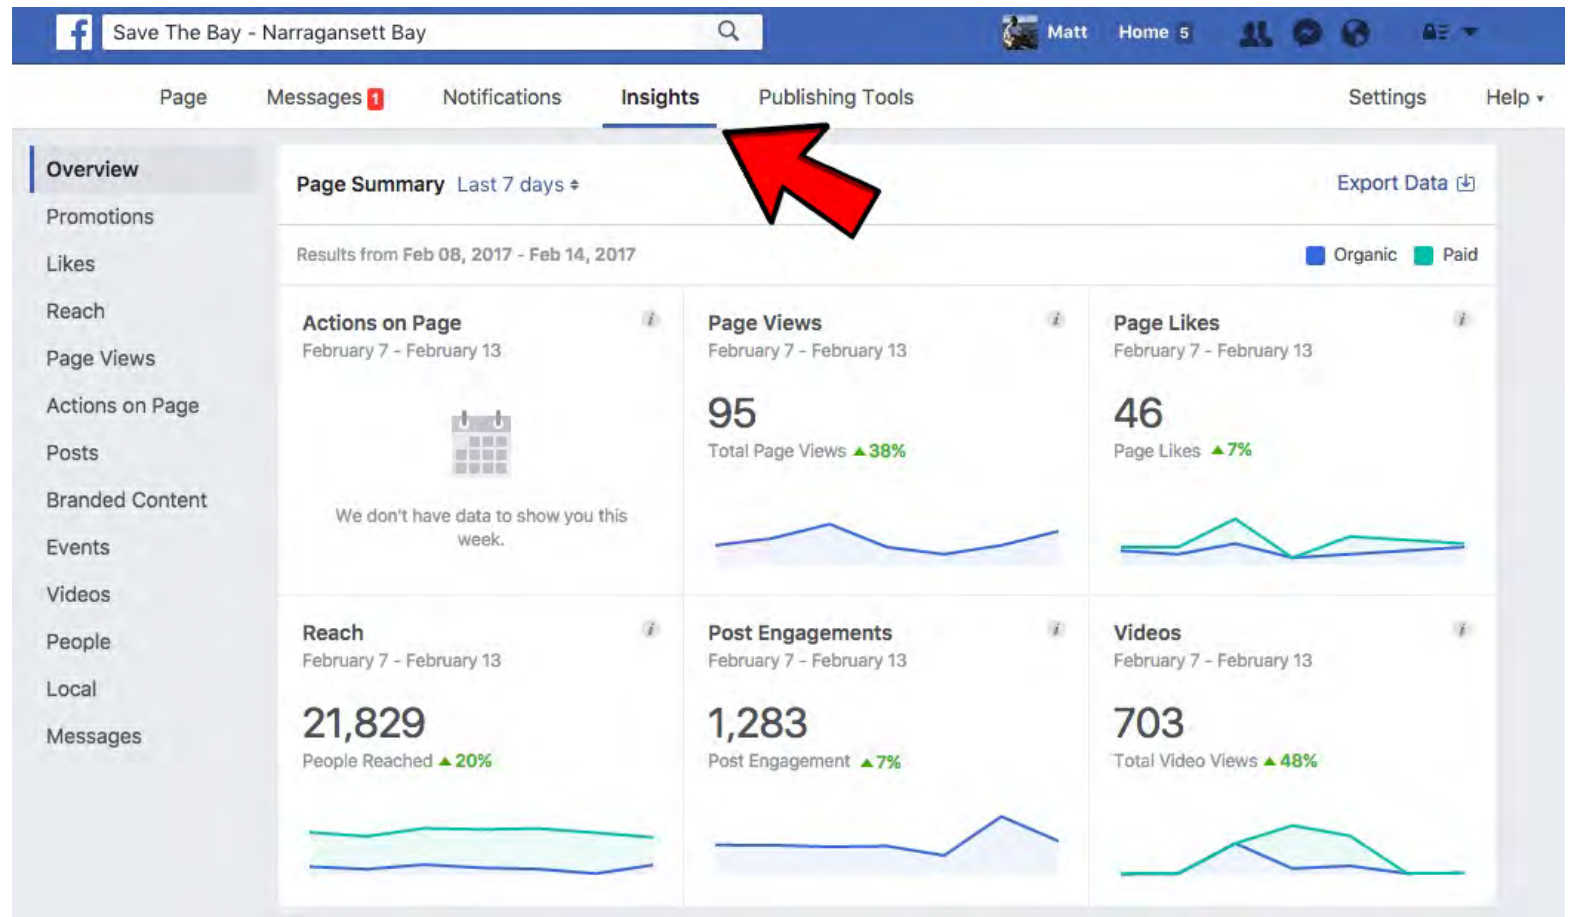 f Save The Bay - Narragansett Bay Matt Home 5
Page Messages 1 Notifications Insights Publishing Tools Settings Help
Overview
Promotions
Likes
Reach
Page Views
Actions on Page
Posts
Branded Content
Events
Videos
People
Local
Messages
Page Summary Last 7 days Export Data
Results from Feb 08, 2017 - Feb 14, 2017 Organic Paid
Actions on Page i
February 7 - February 13
We don't have data to show you this
week.
Page Views i
February 7 - February 13
95
Total Page Views ▲38%
Page Likes i
February 7 - February 13
46
Page Likes ▲7%
Reach i
February 7 - February 13
21,829
People Reached ▲20%
Post Engagements i
February 7 - February 13
1,283
Post Engagement ▲7%
Videos i
February 7 - February 13
703
Total Video Views ▲48%